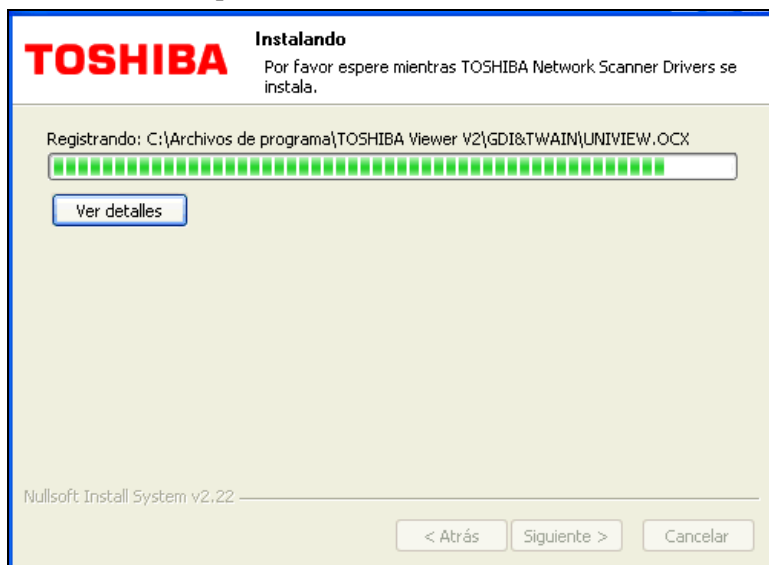 TOSHIBA
Instalando
Por favor espere mientras TOSHIBA Network Scanner Drivers se
instala.
Registrando: C:\Archivos de programa\TOSHIBA Viewer V2\GDI&TWAIN\UNIVIEW.OCX
Ver detalles
Nullsoft Install System v2.22
< Atrás
Siguiente >
Cancelar